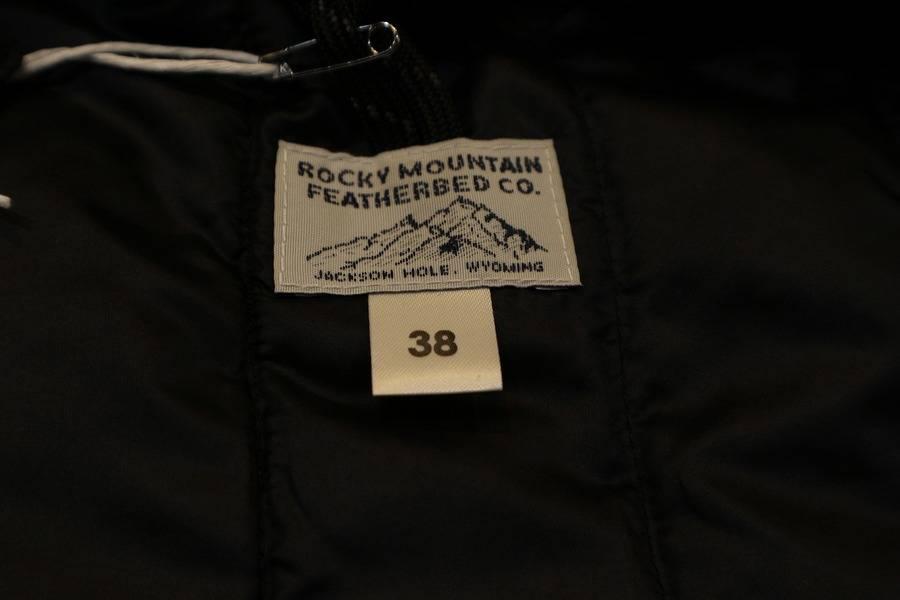 ROCKY MOUNTAIN
FEATHERBED CO.
JACKSON HOLE, WYOMING
38